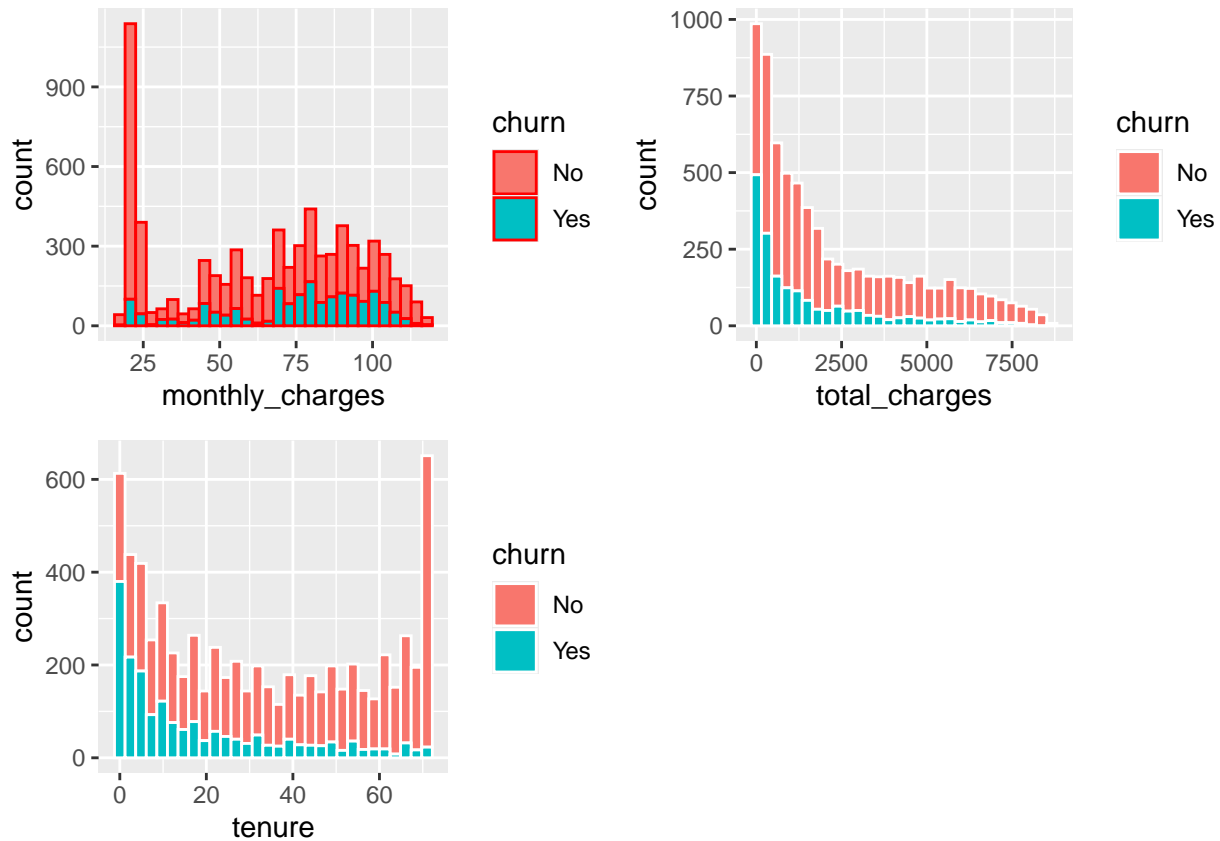 count
900
600
300
0
25 50 75 100
monthly_charges
churn
No
Yes
count
1000
750
500
250
0
0 2500 5000 7500
total_charges
churn
No
Yes
count
600
400
200
0
0 20 40 60
tenure
churn
No
Yes